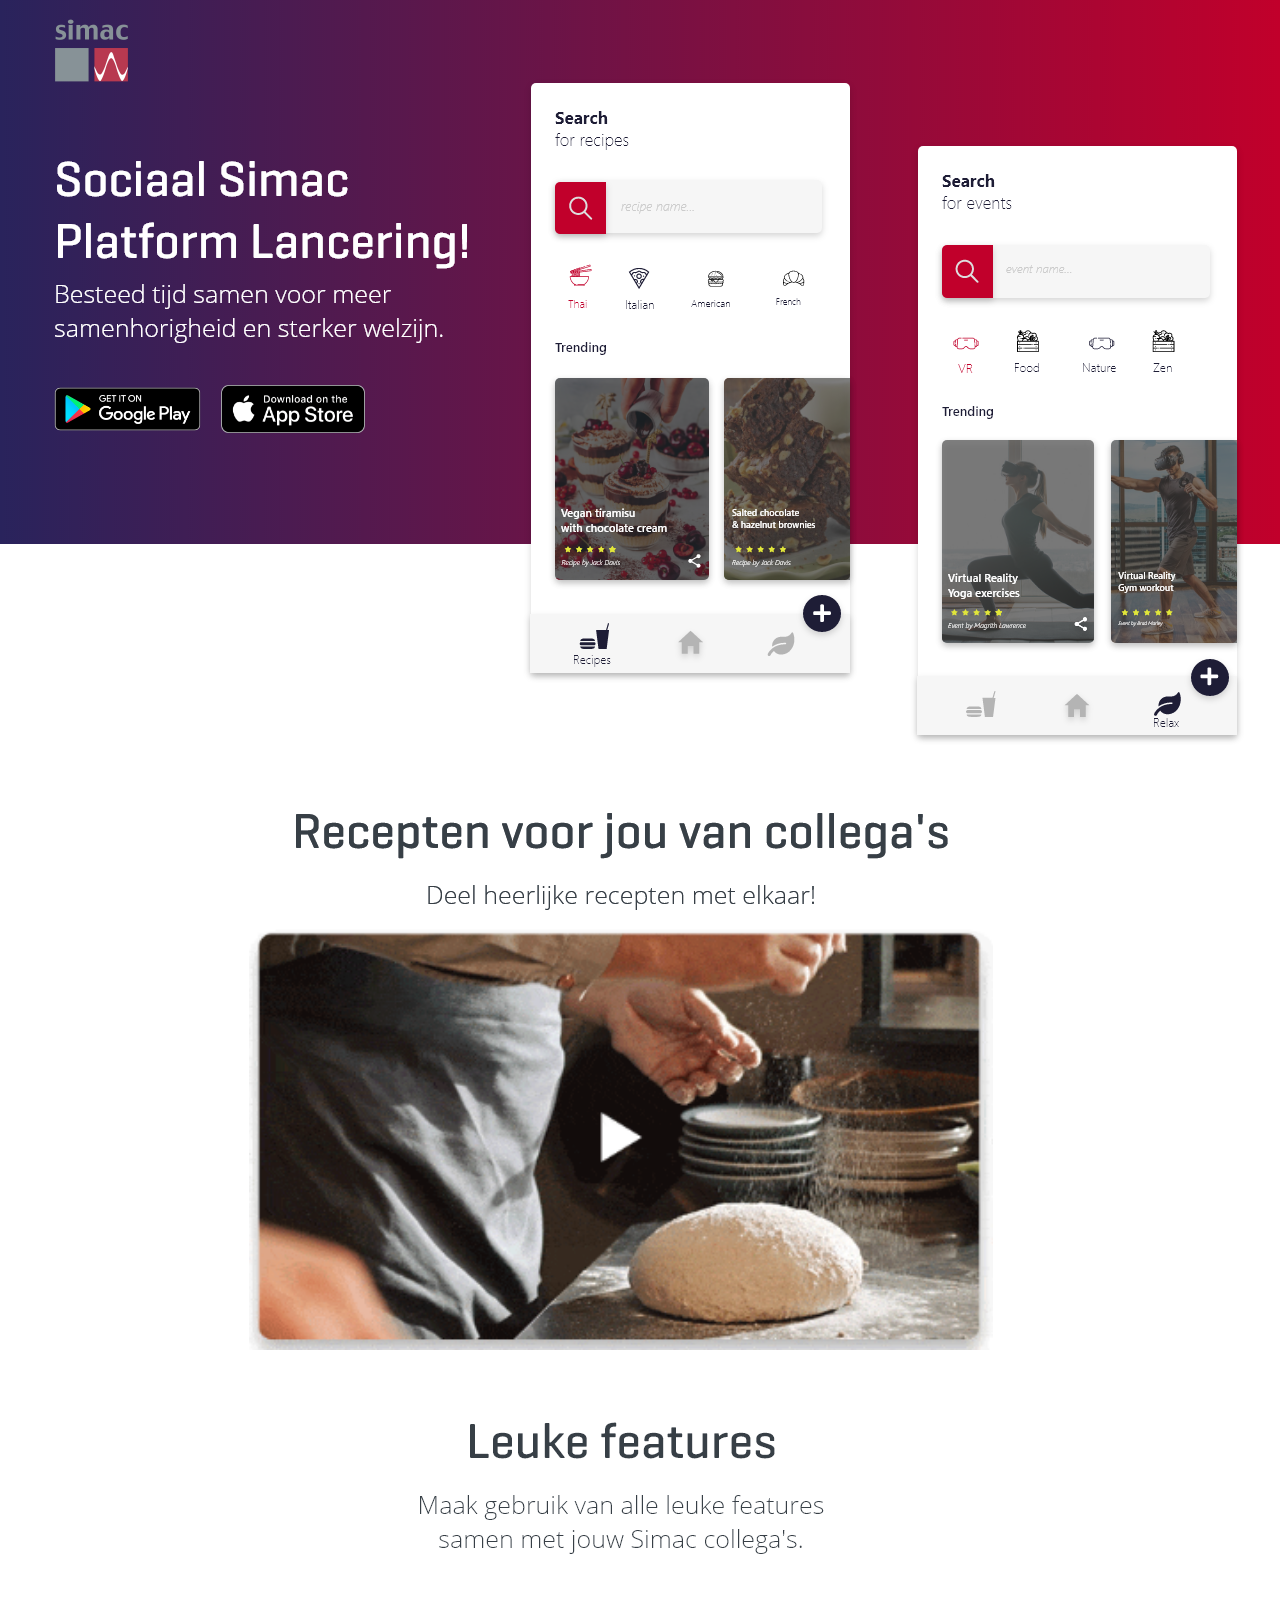 simac
Sociaal Simac
Platform Lancering!
Besteed tijd samen voor meer
samenhorigheid en sterker welzijn.
GET IT ON
Google Play
Download on the
App Store
Search
for recipes
recipe name...
Thai
Italian
American
French
Trending
Vegan tiramisu
with chocolate cream
Recipe by Jack Davis
Salted chocolate
& hazelnut brownies
Recipe by Jack Davis
Recipes
Search
for events
event name...
VR
Food
Nature
Zen
Trending
Virtual Reality
Yoga exercises
Event by Magrith Lawrence
Virtual Reality
Gym workout
Event by Brad Marley
Relax
Recepten voor jou van collega's
Deel heerlijke recepten met elkaar!
Leuke features
Maak gebruik van alle leuke features
samen met jouw Simac collega's.